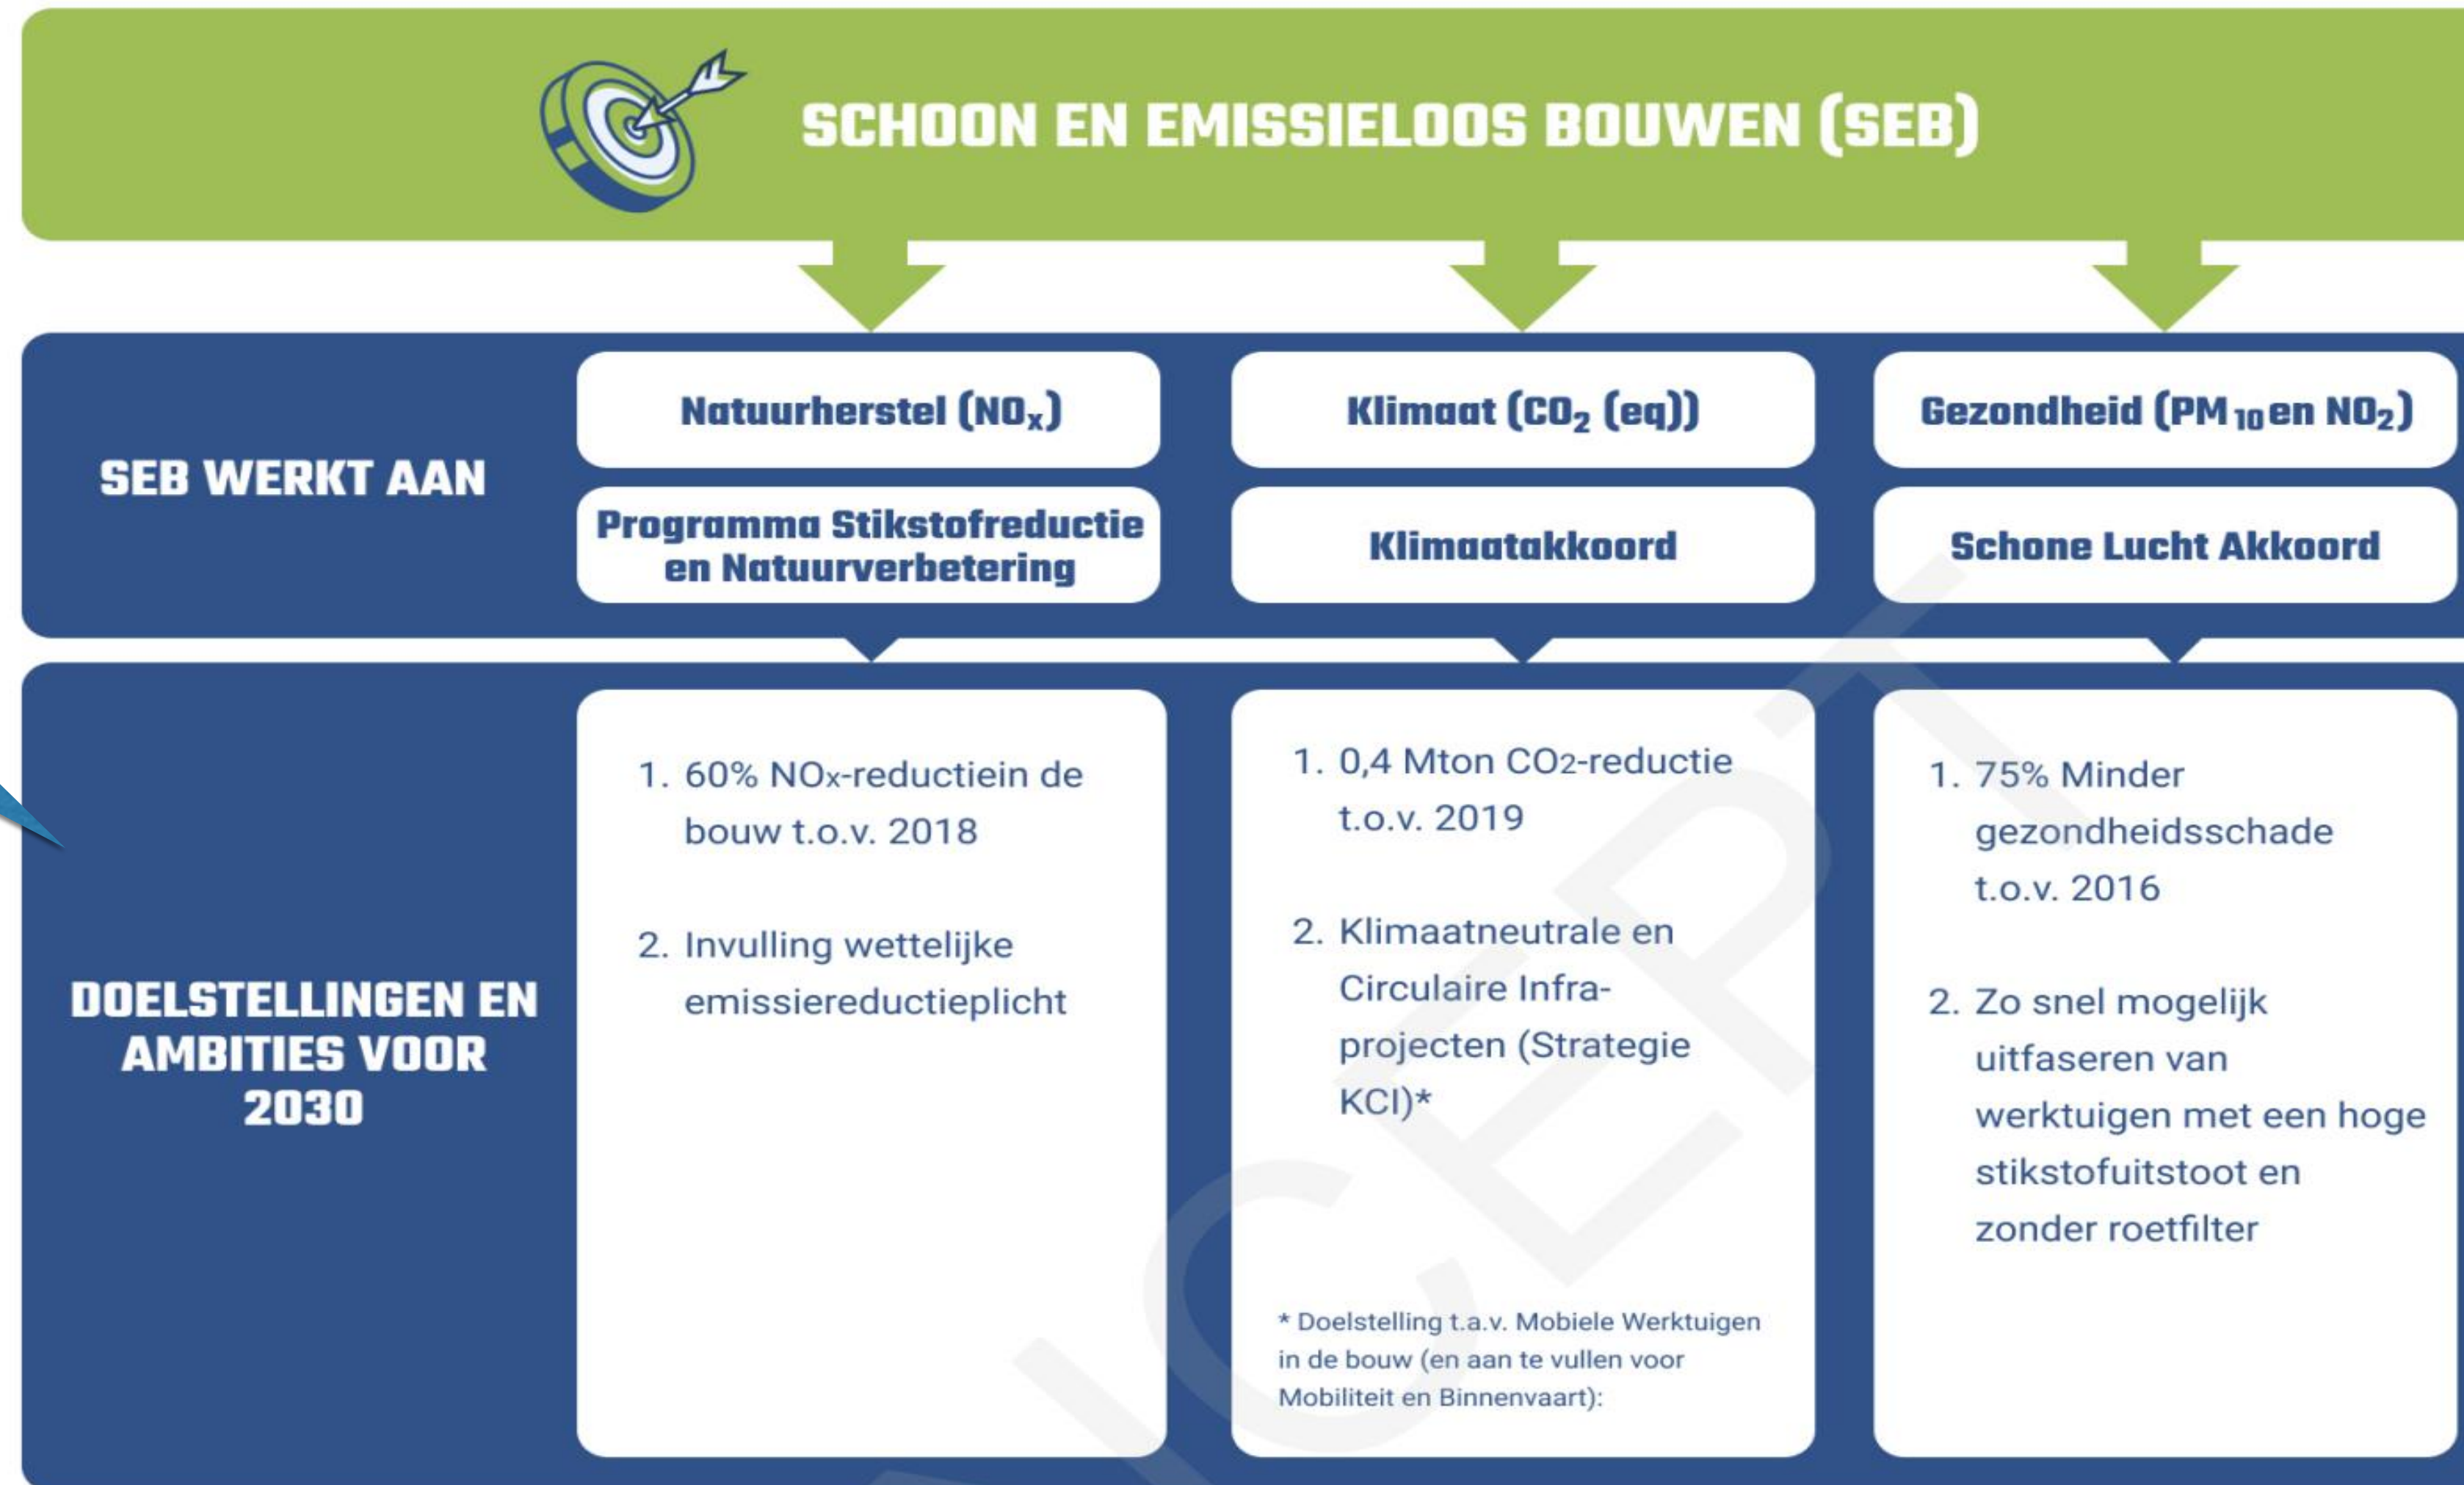 SCHOON EN EMISSIELOOS BOUWEN (SEB)
SEB WERKT AAN
Natuurherstel (NOₓ)
Klimaat (CO₂ (eq))
Gezondheid (PM₁₀ en NO₂)
Programma Stikstofreductie
en Natuurverbetering
Klimaatakkoord
Schone Lucht Akkoord
DOELSTELLINGEN EN
AMBITIES VOOR
2030
1. 60% NOx-reductiein de
bouw t.o.v. 2018
2. Invulling wettelijke
emissiereductieplicht
1. 0,4 Mton CO2-reductie
t.o.v. 2019
2. Klimaatneutrale en
Circulaire Infra-
projecten (Strategie
KCI)*
* Doelstelling t.a.v. Mobiele Werktuigen
in de bouw (en aan te vullen voor
Mobiliteit en Binnenvaart):
1. 75% Minder
gezondheidsschade
t.o.v. 2016
2. Zo snel mogelijk
uitfaseren van
werktuigen met een hoge
stikstofuitstoot en
zonder roetfilter